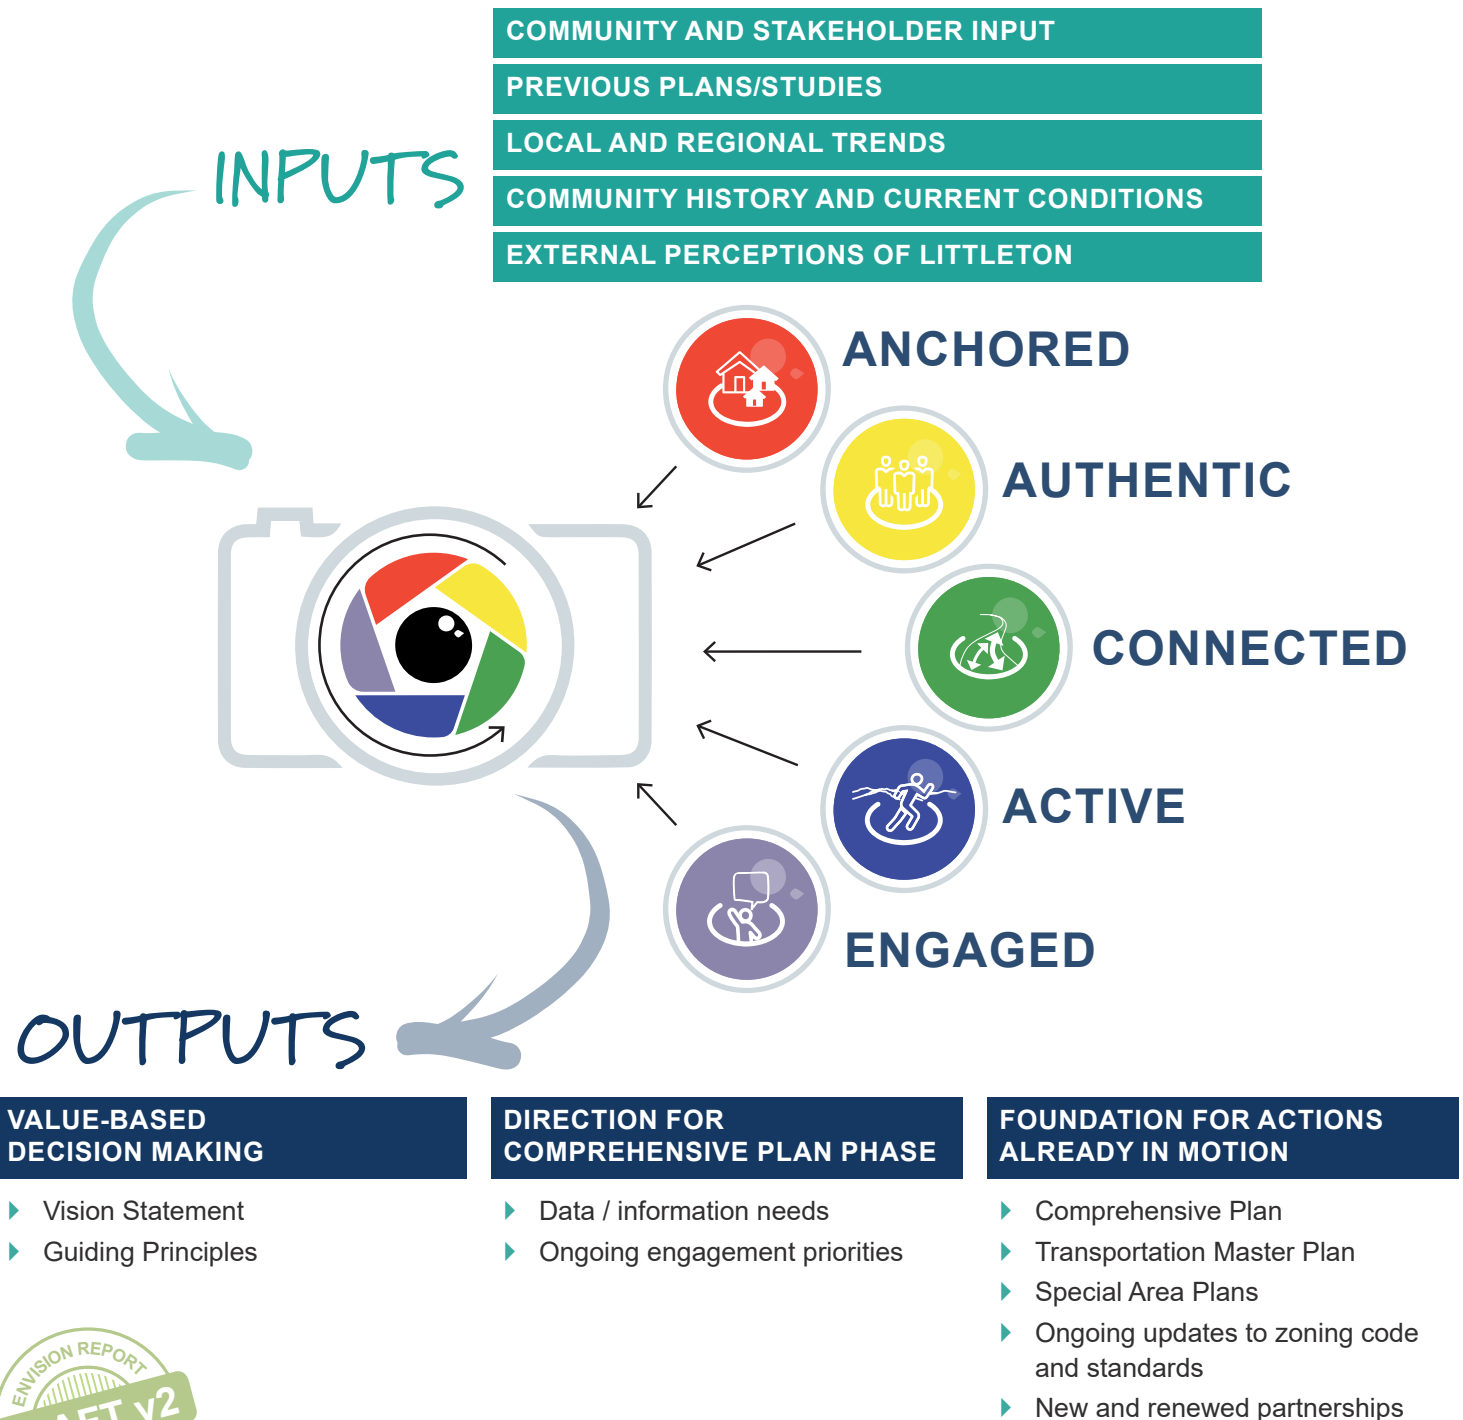 COMMUNITY AND STAKEHOLDER INPUT
PREVIOUS PLANS/STUDIES
LOCAL AND REGIONAL TRENDS
COMMUNITY HISTORY AND CURRENT CONDITIONS
EXTERNAL PERCEPTIONS OF LITTLETON
INPUTS
ANCHORED
AUTHENTIC
CONNECTED
ACTIVE
ENGAGED
OUTPUTS
VALUE-BASED
DECISION MAKING
Vision Statement
Guiding Principles
DIRECTION FOR
COMPREHENSIVE PLAN PHASE
Data / information needs
Ongoing engagement priorities
FOUNDATION FOR ACTIONS
ALREADY IN MOTION
Comprehensive Plan
Transportation Master Plan
Special Area Plans
Ongoing updates to zoning code
and standards
New and renewed partnerships
ENVISION REPORT
v2